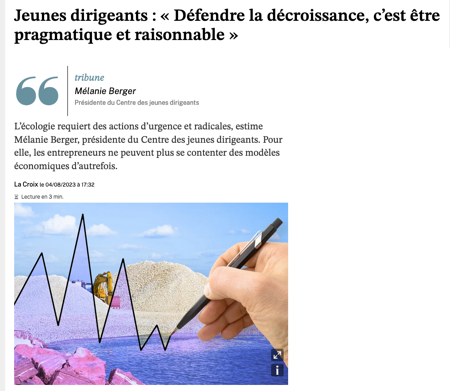 Jeunes dirigeants : « Défendre la décroissance, c’est être
pragmatique et raisonnable »
tribune
Mélanie Berger
Présidente du Centre des jeunes dirigeants
L’écologie requiert des actions d’urgence et radicales, estime
Mélanie Berger, présidente du Centre des jeunes dirigeants. Pour
elle, les entrepreneurs ne peuvent plus se contenter des modèles
économiques d’autrefois.
La Croix le 04/08/2023 à 17:32
Lecture en 3 min.